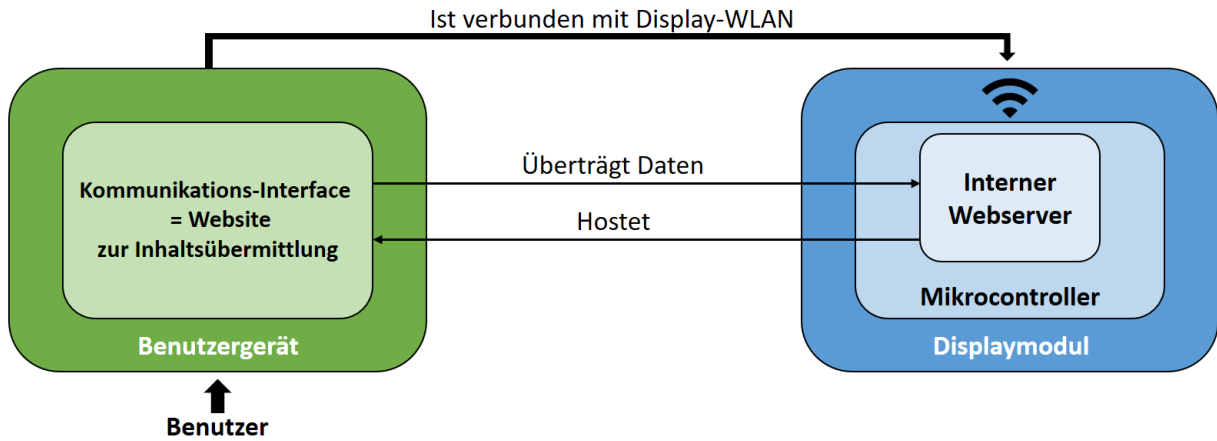 Ist verbunden mit Display-WLAN
Kommunikations-Interface
= Website
zur Inhaltsübermittlung
Benutzergerät
Benutzer
Überträgt Daten
Hostet
Interner
Webserver
Mikrocontroller
Displaymodul